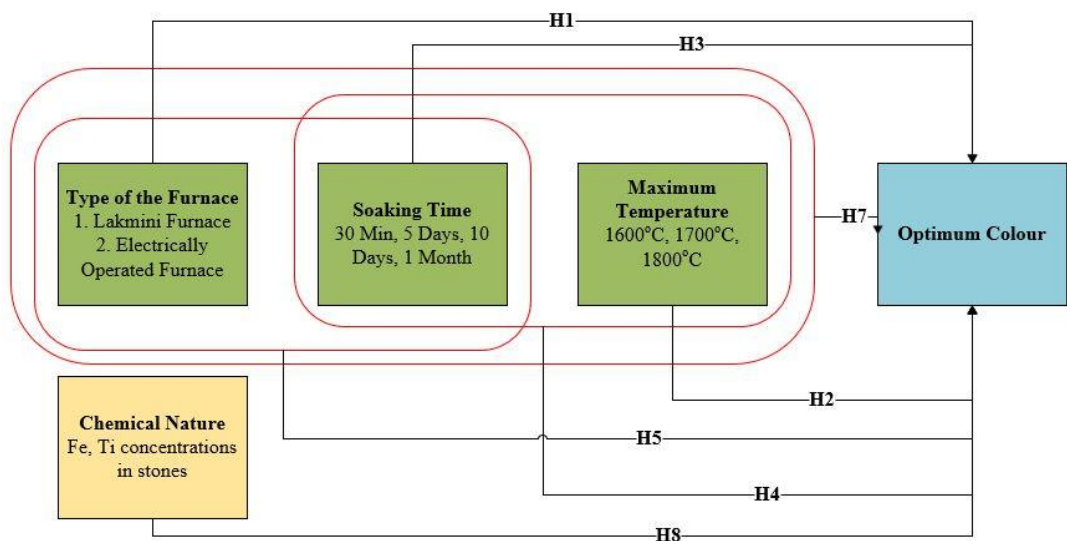 H1
H3
Type of the Furnace
1. Lakmini Furnace
2. Electrically
Operated Furnace
Soaking Time
30 Min, 5 Days, 10
Days, 1 Month
Maximum
Temperature
1600°C, 1700°C,
1800°C
H7
Optimum Colour
Chemical Nature
Fe, Ti concentrations
in stones
H2
H5
H4
H8